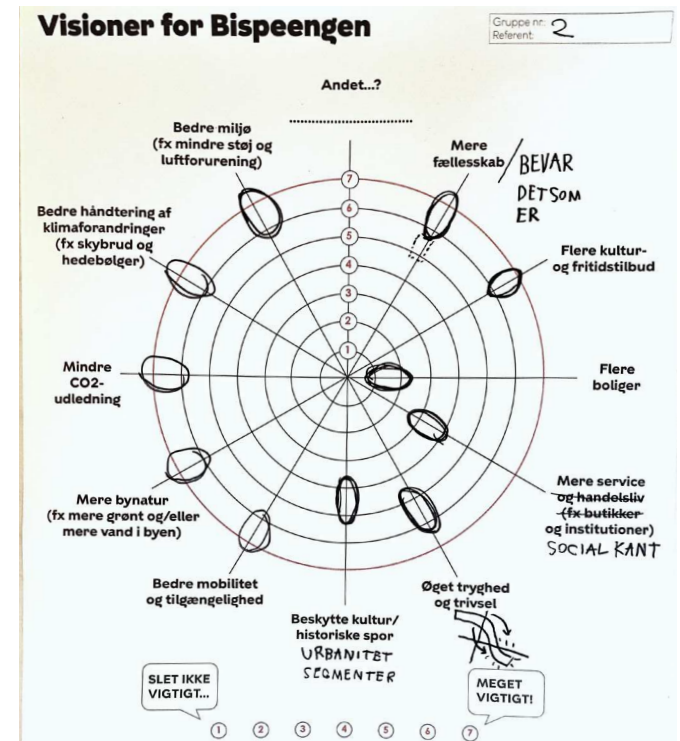 Visioner for Bispeengen
Gruppe nr: 2
Referent:
Andet...?
Bedre miljø
(fx mindre støj og
luftforurening)
Mere
fællesskab / BEVAR
DET SOM
ER
Bedre håndtering af
klimaforandringer
(fx skybrud og
hedebølger)
Flere kultur-
og fritidstilbud
7
6
5
4
3
2
1
Mindre
CO2-
udledning
Flere
boliger
Mere bynatur
(fx mere grønt og/eller
mere vand i byen)
Mere service
og handelsliv
(fx butikker
og institutioner)
SOCIAL KANT
Bedre mobilitet
og tilgængelighed
Øget tryghed
og trivsel
Beskytte kultur/
historiske spor
URBANITET
SEGMENTER
SLET IKKE
VIGTIGT...
MEGET
VIGTIGT!
1 2 3 4 5 6 7